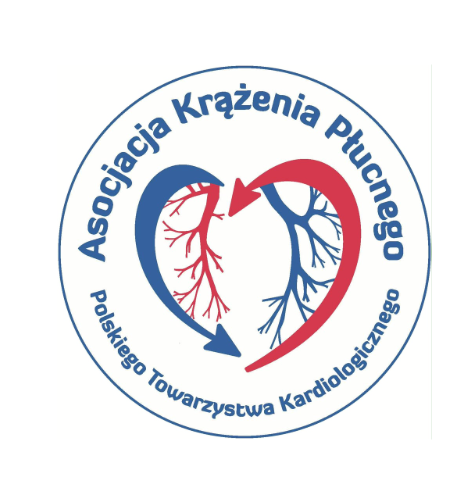 Asocjacja Krążenia Płucnego
Polskiego Towarzystwa Kardiologicznego